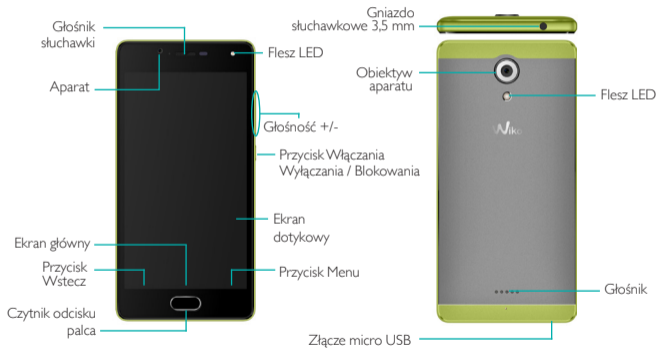 Głośnik
słuchawki
Flesz LED
Aparat
Głośność +/-
Przycisk Włączania
Wyłączania / Blokowania
Ekran
dotykowy
Ekran główny
Przycisk
Wstecz
Przycisk Menu
Czytnik odcisku
palca
Gniazdo
słuchawkowe 3,5 mm
Obiektyw
aparatu
Flesz LED
Wiko
Głośnik
Złącze micro USB